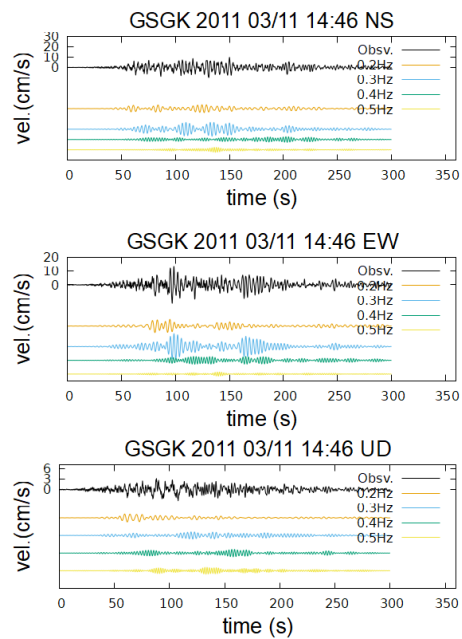 GSGK 2011 03/11 14:46 NS
30
20
10
0
vel.(cm/s)
Obsv.
0.2Hz
0.3Hz
0.4Hz
0.5Hz
0 50 100 150 200 250 300 350
time (s)
GSGK 2011 03/11 14:46 EW
20
10
0
vel.(cm/s)
Obsv.
0.2Hz
0.3Hz
0.4Hz
0.5Hz
0 50 100 150 200 250 300 350
time (s)
GSGK 2011 03/11 14:46 UD
6
3
0
vel.(cm/s)
Obsv.
0.2Hz
0.3Hz
0.4Hz
0.5Hz
0 50 100 150 200 250 300 350
time (s)